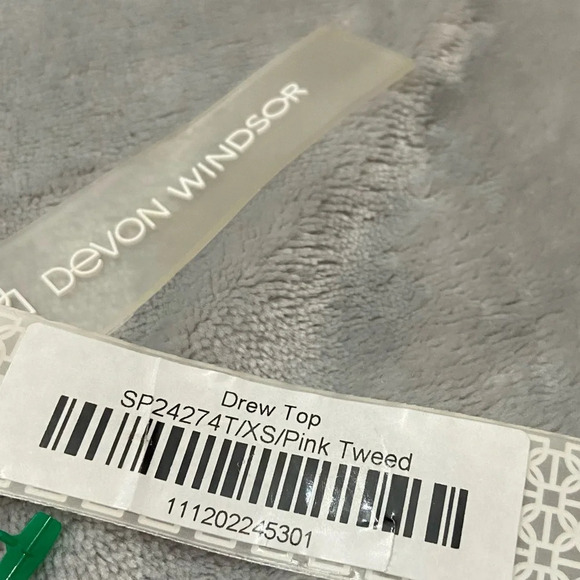 DeVON WINDSOR
Drew Top
SP24274T/XS/Pink Tweed
111202245301